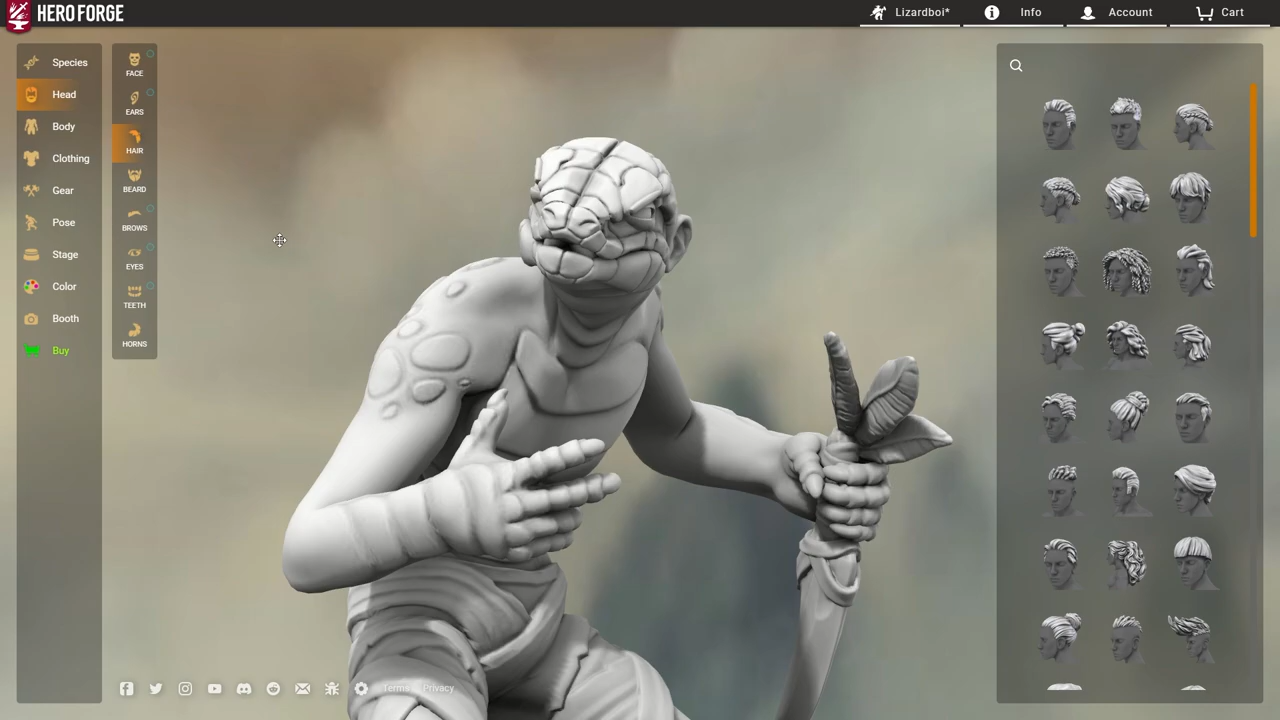 HERO FORGE
Lizardboi*
Info
Account
Cart
Species
Head
Body
Clothing
Gear
Pose
Stage
Color
Booth
Buy
FACE
EARS
HAIR
BEARD
BROWS
EYES
TEETH
HORNS
Terms
Privacy